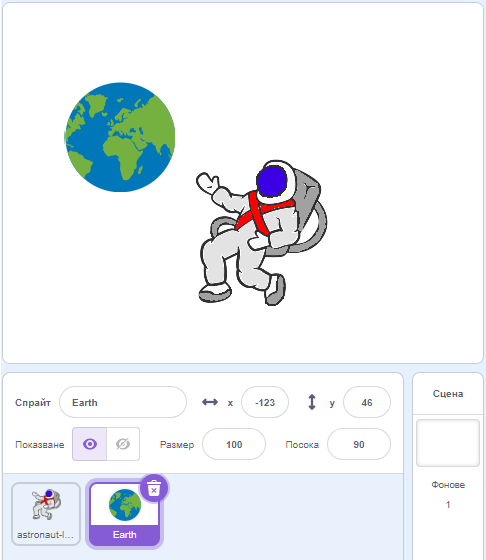 Спрайт Earth x -123 y 46
Показване Размер 100 Посока 90
Сцена
Фонове
1
astronaut-l...
Earth